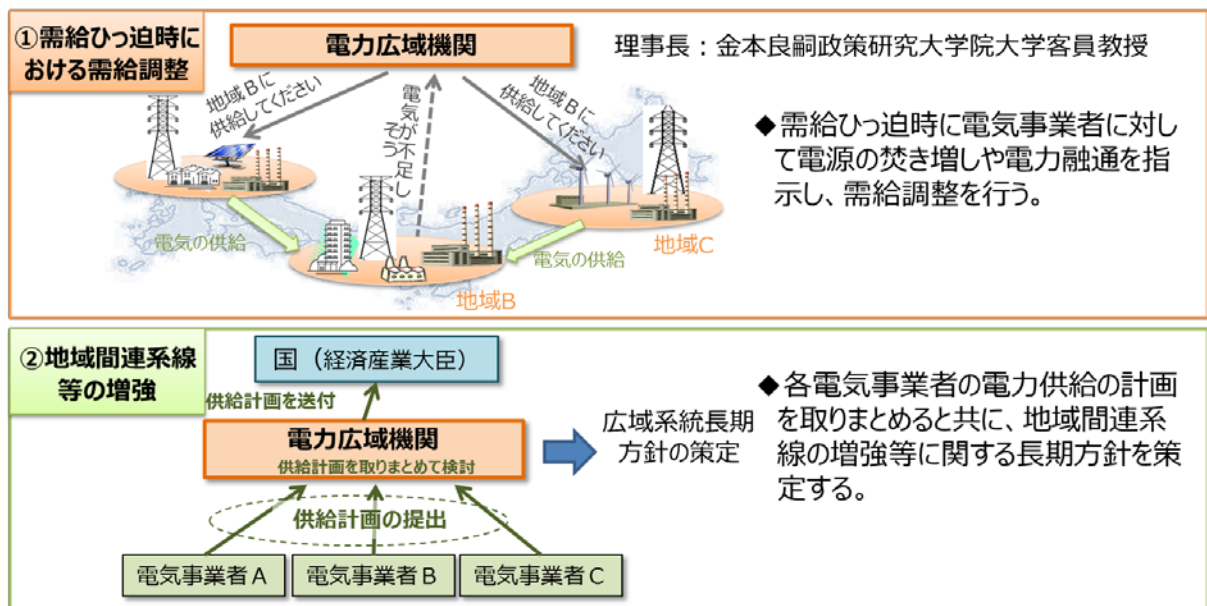 ①需給ひっ迫時に
おける需給調整
電力広域機関
理事長：金本良嗣政策研究大学院大学客員教授
地域Ｂに
供給してください
電気が不足し
そう
地域Ｂに
供給してください
◆需給ひっ迫時に電気事業者に対し
て電源の焚き増しや電力融通を指
示し、需給調整を行う。
電気の供給
電気の供給
地域C
地域B
②地域間連系線
等の増強
国（経済産業大臣）
供給計画を送付
電力広域機関
供給計画を取りまとめて検討
広域系統長期
方針の策定
◆各電気事業者の電力供給の計画
を取りまとめると共に、地域間連系
線の増強等に関する長期方針を策
定する。
供給計画の提出
電気事業者Ａ
電気事業者Ｂ
電気事業者Ｃ